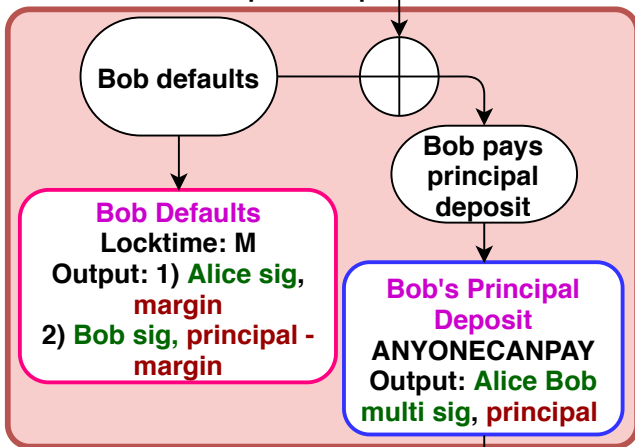 Bob defaults
Bob pays
principal
deposit
Bob Defaults
Locktime: M
Output: 1) Alice sig,
margin
2) Bob sig, principal -
margin
Bob's Principal
Deposit
ANYONECANPAY
Output: Alice Bob
multi sig, principal